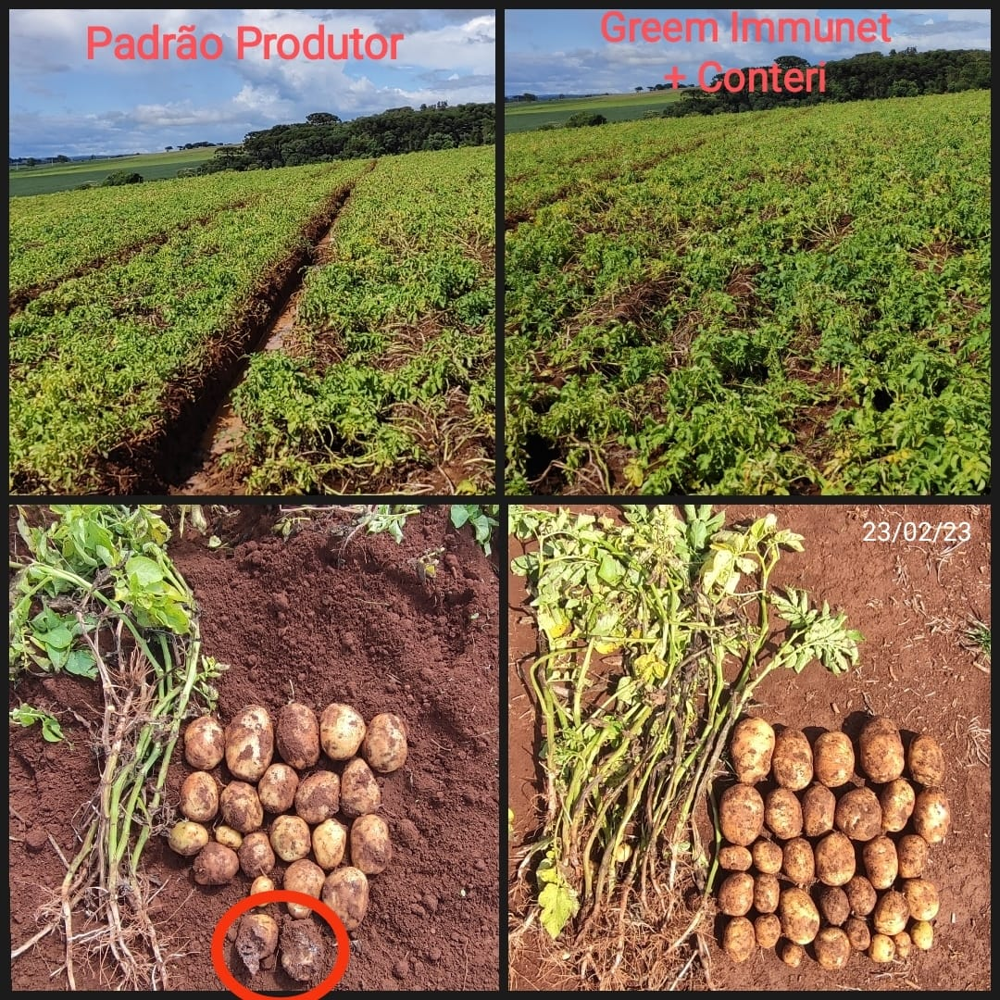 Padrão Produtor
Greem Immunet
+ Conteri
23/02/23